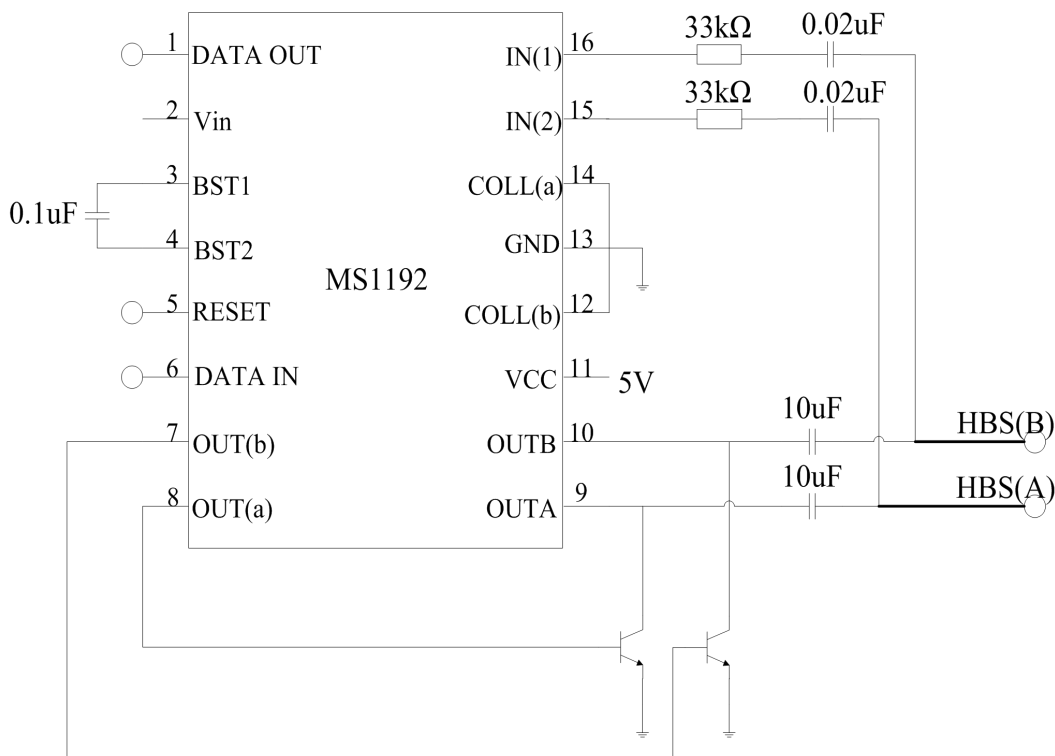 33kΩ
0.02uF
1
DATA OUT
IN(1)
16
33kΩ
0.02uF
2
Vin
IN(2)
15
3
BST1
COLL(a)
14
0.1uF
4
BST2
GND
13
MS1192
5
RESET
COLL(b)
12
6
DATA IN
VCC
11
5V
7
OUT(b)
OUTB
10
10uF
HBS(B)
8
OUT(a)
OUTA
9
10uF
HBS(A)